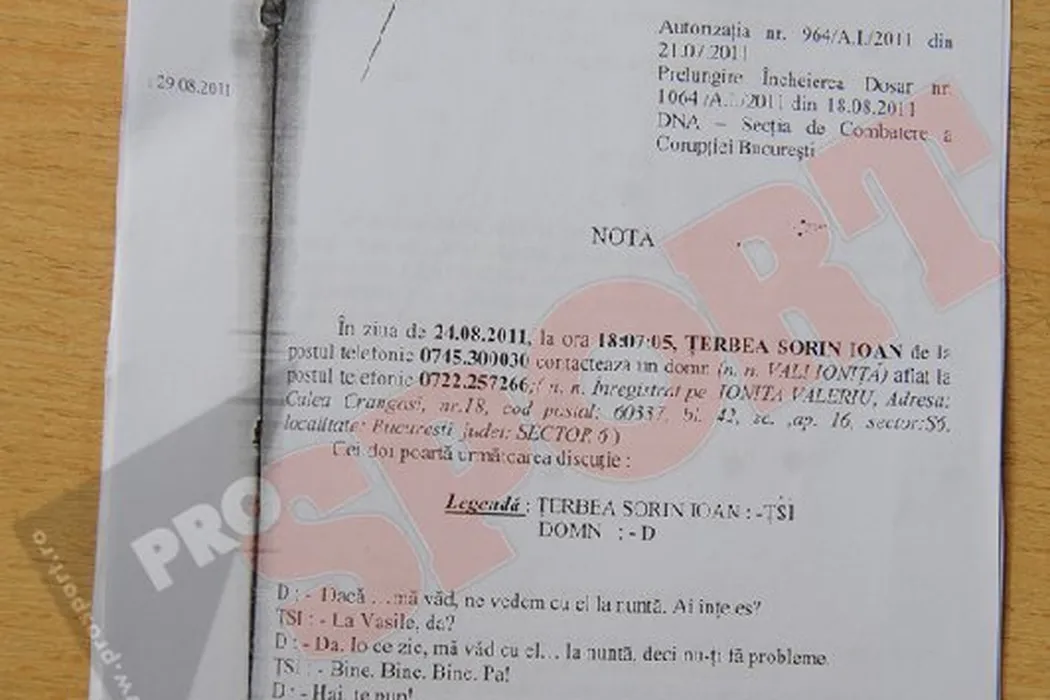 Autorizația nr. 964/A.I./2011 din
21.07.2011
Prelungire Încheierea Dosar nr.
1064/A.I./2011 din 18.08.2011
DNA – Secția de Combatere a
Corupției București
29.08.2011
NOTA
În ziua de 24.08.2011, la ora 18:07:05, ȚERBEA SORIN IOAN de la
postul telefonic 0745.300030 contactează un domn (n. n. VALI IONIȚA) aflat la
postul telefonic 0722.257266,( n. n. Înregistrat pe IONIȚA VALERIU, Adresa:
Calea Crangasi, nr.18, cod postal: 60337, bl. 42, sc. ,ap. 16, sector:S6,
localitate: Bucuresti judet: SECTOR 6 )
Cei doi poartă următoarea discuție :
Legendă : ȚERBEA SORIN IOAN : -ȚSI
DOMN : - D
D : - Dacă ...mă văd, ne vedem cu el la nuntă. Ai ințeles?
ȚSI : - La Vasile, da?
D : - Da. Io ce zic, mă văd cu el... la nuntă, deci nu-ți fă probleme.
ȚSI : - Bine. Bine. Bine. Pa!
D : - Hai, te pup!
PRO
SPORT
www.prosport.ro